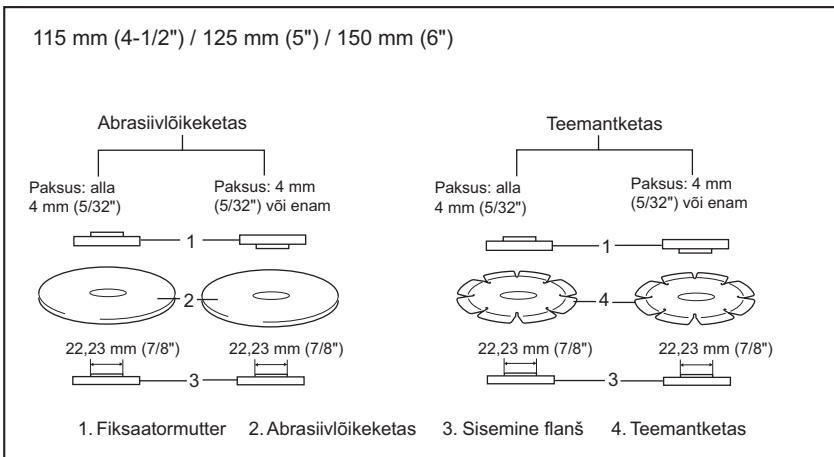 115 mm (4-1/2") / 125 mm (5") / 150 mm (6")
Abrasiivlõikeketas
Teemantketas
Paksus: alla
4 mm (5/32")
Paksus: 4 mm
(5/32") või enam
Paksus: alla
4 mm (5/32")
Paksus: 4 mm
(5/32") või enam
1
1
2
4
22,23 mm (7/8")
22,23 mm (7/8")
22,23 mm (7/8")
22,23 mm (7/8")
3
3
1. Fiksaatormutter 2. Abrasiivlõikeketas 3. Sisemine flanš 4. Teemantketas